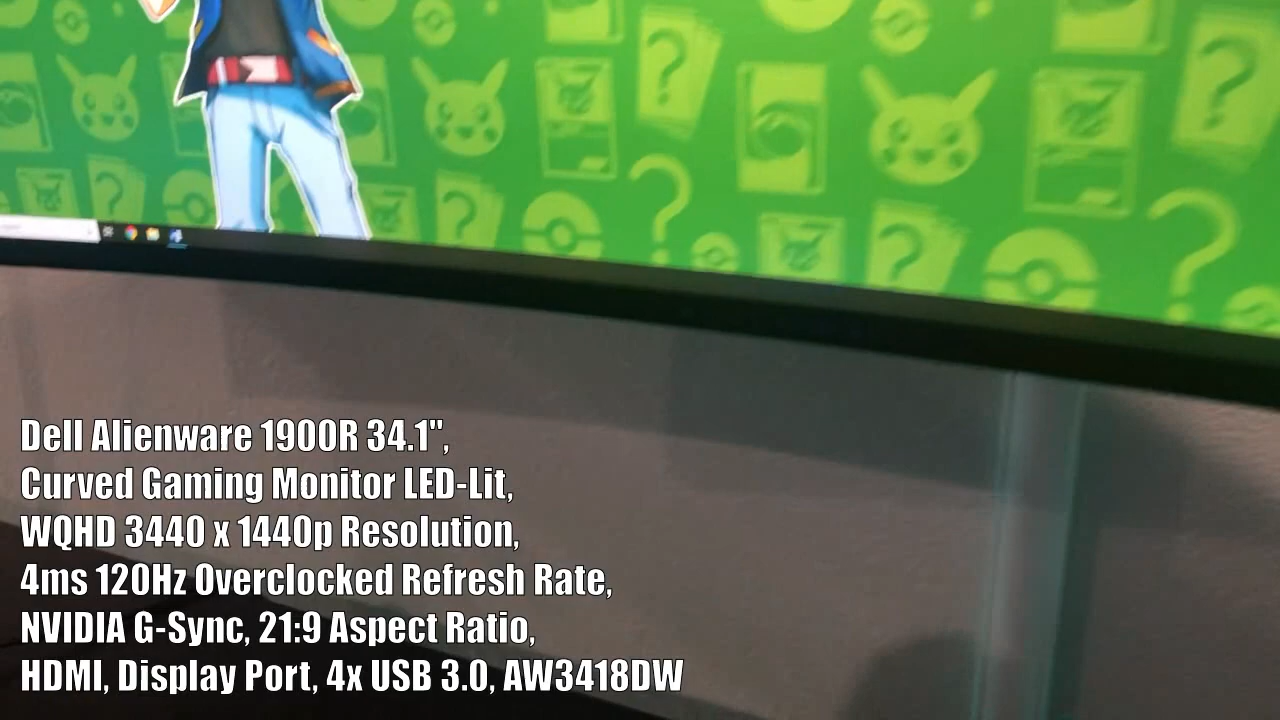 Dell Alienware 1900R 34.1",
Curved Gaming Monitor LED-Lit,
WQHD 3440 x 1440p Resolution,
4ms 120Hz Overclocked Refresh Rate,
NVIDIA G-Sync, 21:9 Aspect Ratio,
HDMI, Display Port, 4x USB 3.0, AW3418DW